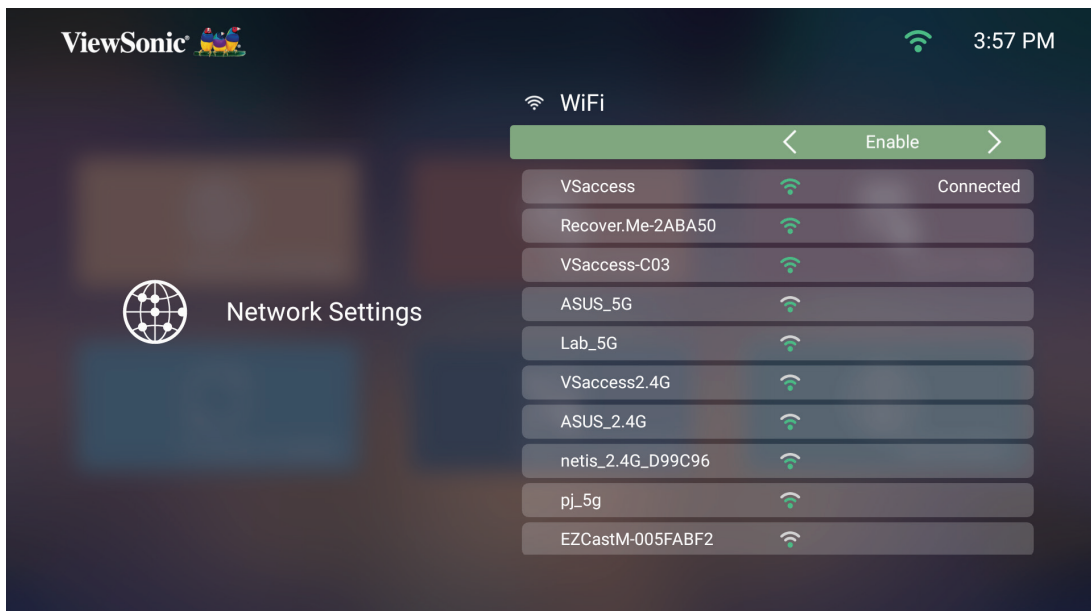 ViewSonic
3:57 PM
WiFi
Enable
VSaccess Connected
Recover.Me-2ABA50
VSaccess-C03
ASUS_5G
Network Settings
Lab_5G
VSaccess2.4G
ASUS_2.4G
netis_2.4G_D99C96
pj_5g
EZCastM-005FABF2